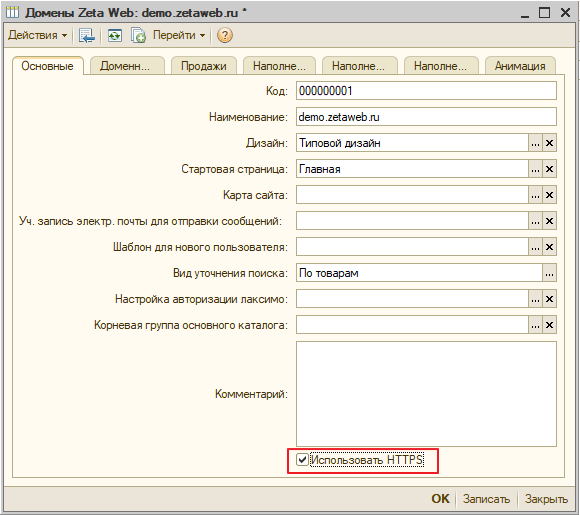 Домены Zeta Web: demo.zetaweb.ru *
Действия Перейти ?
Основные Доменн... Продажи Наполне... Наполне... Наполне... Анимация
Код: 000000001
Наименование: demo.zetaweb.ru
Дизайн: Типовой дизайн ... x
Стартовая страница: Главная ... x
Карта сайта: ... x
Уч. запись электр. почты для отправки сообщений: ... x
Шаблон для нового пользователя: ... x
Вид уточнения поиска: По товарам ...
Настройка авторизации лаксимо: ... x
Корневая группа основного каталога: ... x
Комментарий:
Использовать HTTPS
ОК Записать Закрыть